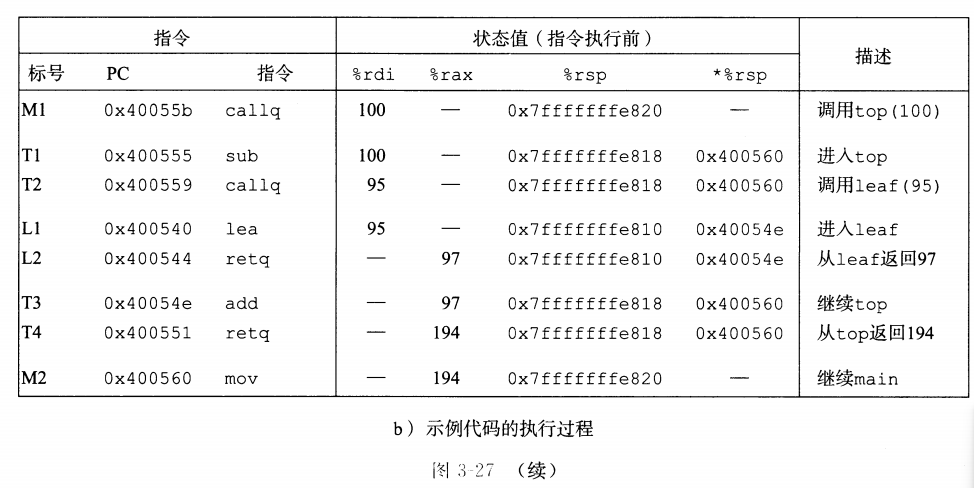 指令 状态值（指令执行前） 描述
标号 PC 指令 %rdi %rax %rsp *%rsp
M1 0x40055b callq 100 — 0x7fffffffe820 — 调用top(100)
T1 0x400555 sub 100 — 0x7fffffffe818 0x400560 进入top
T2 0x400559 callq 95 — 0x7fffffffe818 0x400560 调用leaf(95)
L1 0x400540 lea 95 — 0x7fffffffe810 0x40054e 进入leaf
L2 0x400544 retq — 97 0x7fffffffe810 0x40054e 从leaf返回97
T3 0x40054e add — 97 0x7fffffffe818 0x400560 继续top
T4 0x400551 retq — 194 0x7fffffffe818 0x400560 从top返回194
M2 0x400560 mov — 194 0x7fffffffe820 — 继续main
b）示例代码的执行过程
图 3-27 （续）